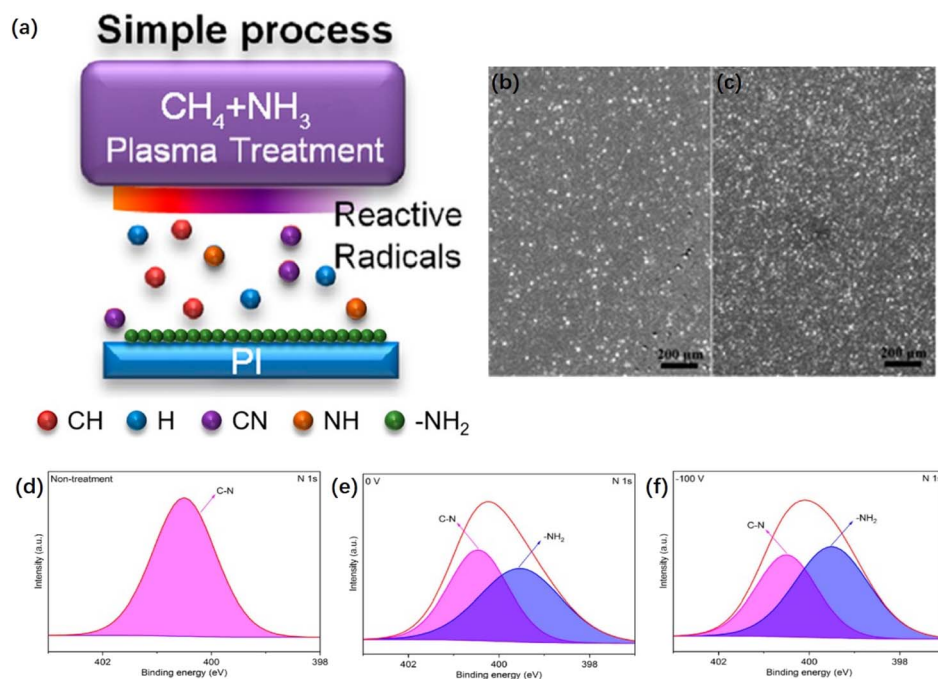 (a)
Simple process
CH₄+NH₃
Plasma Treatment
Reactive
Radicals
PI
CH H CN NH -NH₂
(b)
200 μm
(c)
200 μm
(d)
Non-treatment
N 1s
C-N
Intensity (a.u.)
402 400 398
Binding energy (eV)
(e)
0 V
N 1s
C-N
-NH₂
Intensity (a.u.)
402 400 398
Binding energy (eV)
(f)
-100 V
N 1s
C-N
-NH₂
Intensity (a.u.)
402 400 398
Binding energy (eV)